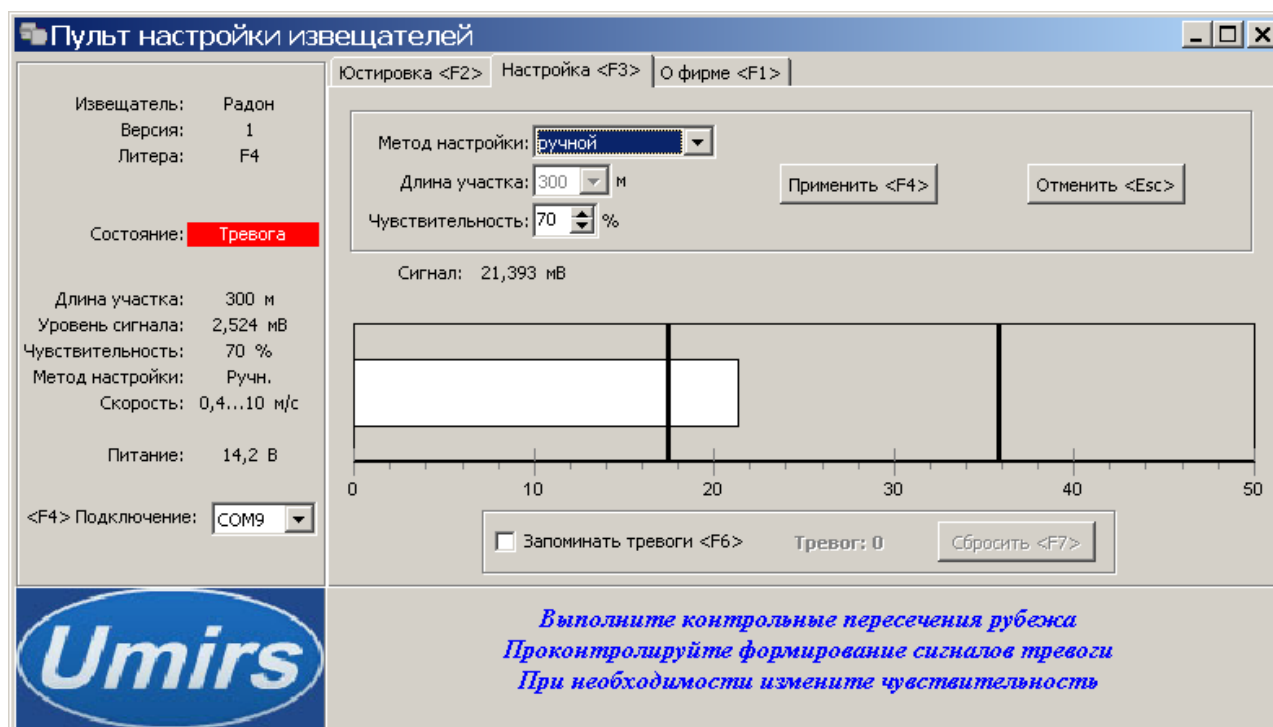 Пульт настройки извещателей
Извещатель: Радон
Версия: 1
Литера: F4
Состояние: Тревога
Длина участка: 300 м
Уровень сигнала: 2,524 мВ
Чувствительность: 70 %
Метод настройки: Ручн.
Скорость: 0,4...10 м/с
Питание: 14,2 В
<F4> Подключение: COM9
Umirs
Юстировка <F2> Настройка <F3> О фирме <F1>
Метод настройки: ручной
Длина участка: 300 м
Чувствительность: 70 %
Применить <F4> Отменить <Esc>
Сигнал: 21,393 мВ
0 10 20 30 40 50
Запоминать тревоги <F6> Тревог: 0 Сбросить <F7>
Выполните контрольные пересечения рубежа
Проконтролируйте формирование сигналов тревоги
При необходимости измените чувствительность